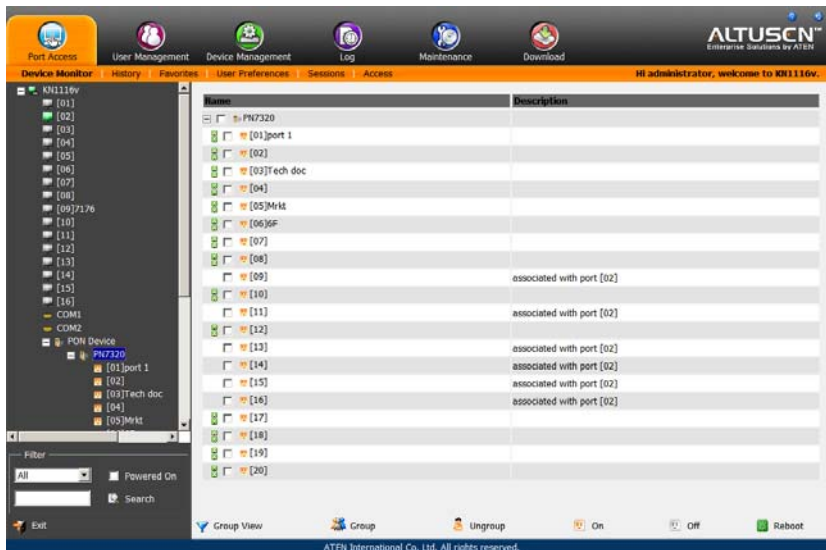 Port Access
User Management
Device Management
Log
Maintenance
Download
ALTUSCN™
Enterprise Solutions by ATEN
Device Monitor
History
Favorites
User Preferences
Sessions
Access
Hi administrator, welcome to KN1116v.
KN1116v
[01]
[02]
[03]
[04]
[05]
[06]
[07]
[08]
[09]7176
[10]
[11]
[12]
[13]
[14]
[15]
[16]
COM1
COM2
PON Device
PN7320
[01]port 1
[02]
[03]Tech doc
[04]
[05]Mrkt
Filter
All
Powered On
Search
Exit
Name Description
PN7320
[01]port 1
[02]
[03]Tech doc
[04]
[05]Mrkt
[06]6F
[07]
[08]
[09] associated with port [02]
[10]
[11] associated with port [02]
[12]
[13] associated with port [02]
[14] associated with port [02]
[15] associated with port [02]
[16] associated with port [02]
[17]
[18]
[19]
[20]
Group View
Group
Ungroup
On
Off
Reboot
ATEN International Co. Ltd. All rights reserved.